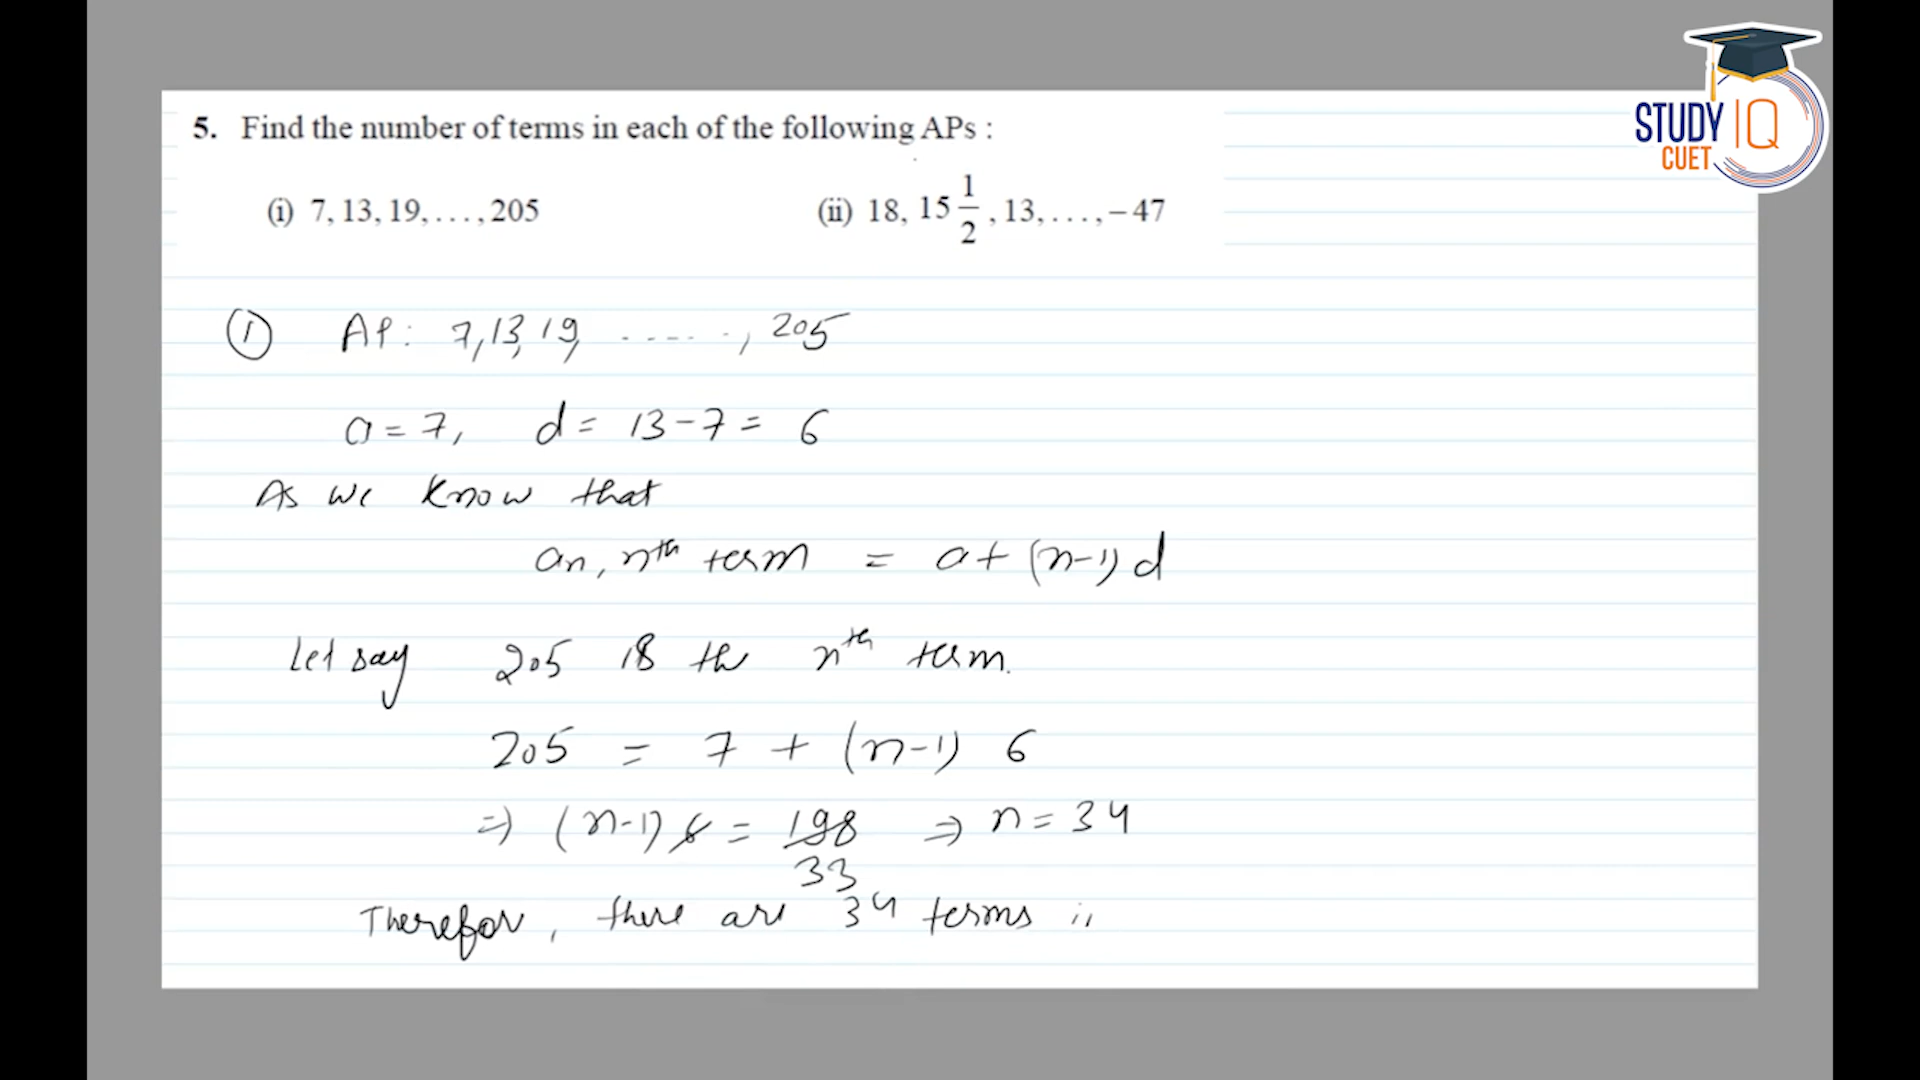 STUDY IQ
CUET
5. Find the number of terms in each of the following APs :
(i) 7, 13, 19, . . . , 205 (ii) 18, 15 1/2 , 13, . . . , – 47
① AP: 7, 13, 19, ......, 205
a = 7, d = 13 - 7 = 6
As we know that
an, nth term = a + (n-1) d
Let say 205 is the nth term.
205 = 7 + (n-1) 6
=> (n-1) 6 = 198 => n = 34
33
Therefor, there are 34 terms i